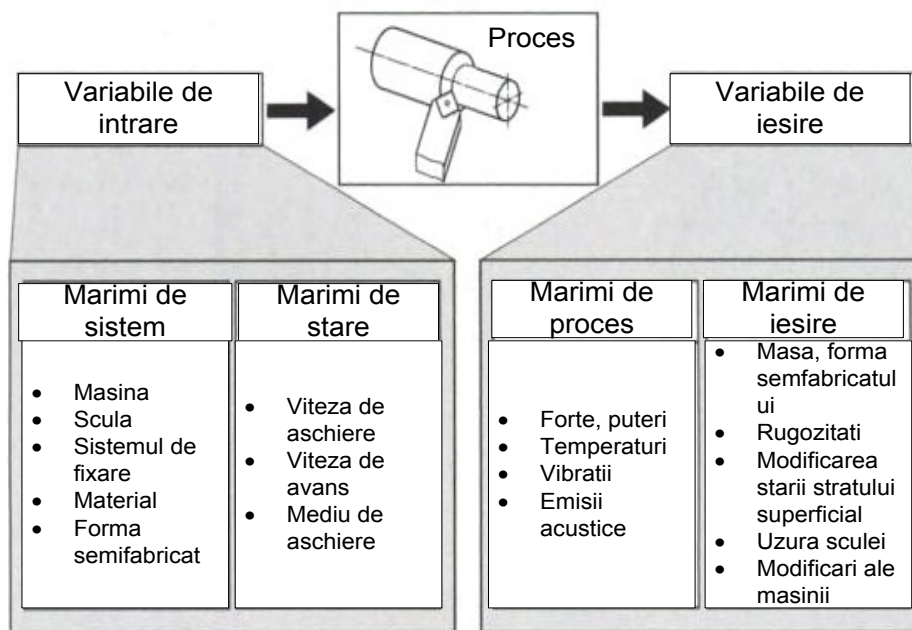 Proces
Variabile de
intrare
Variabile de
iesire
Marimi de
sistem
• Masina
• Scula
• Sistemul de
fixare
• Material
• Forma
semifabricat
Marimi de
stare
• Viteza de
aschiere
• Viteza de
avans
• Mediu de
aschiere
Marimi de
proces
• Forte, puteri
• Temperaturi
• Vibratii
• Emisii
acustice
Marimi de
iesire
• Masa, forma
semfabricatul
ui
• Rugozitati
• Modificarea
starii stratului
superficial
• Uzura sculei
• Modificari ale
masinii